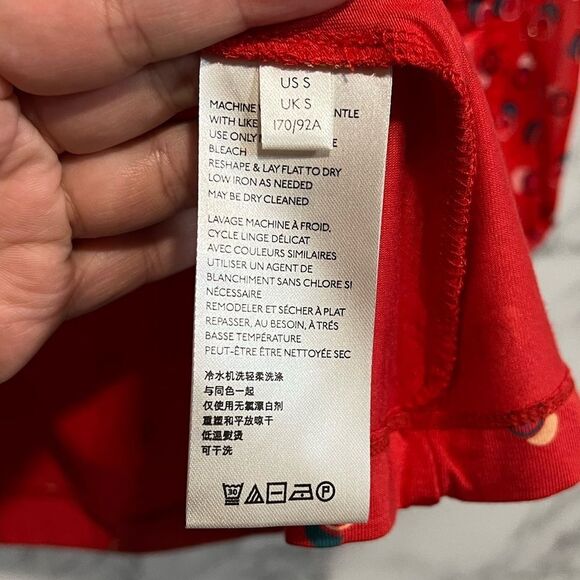 US S
UK S
170/92A
MACHINE
WITH LIKE
USE ONLY
BLEACH
RESHAPE & LAY FLAT TO DRY
LOW IRON AS NEEDED
MAY BE DRY CLEANED
LAVAGE MACHINE À FROID,
CYCLE LINGE DÉLICAT
AVEC COULEURS SIMILAIRES
UTILISER UN AGENT DE
BLANCHIMENT SANS CHLORE SI
NÉCESSAIRE
REMODELER ET SÉCHER À PLAT
REPASSER, AU BESOIN, À TRÉS
BASSE TEMPÉRATURE
PEUT-ÊTRE ÊTRE NETTOYÉE SEC
冷水机洗轻柔洗涤
与同色一起
仅使用无氯漂白剂
重塑和平放晾干
低温熨烫
可干洗
30 P